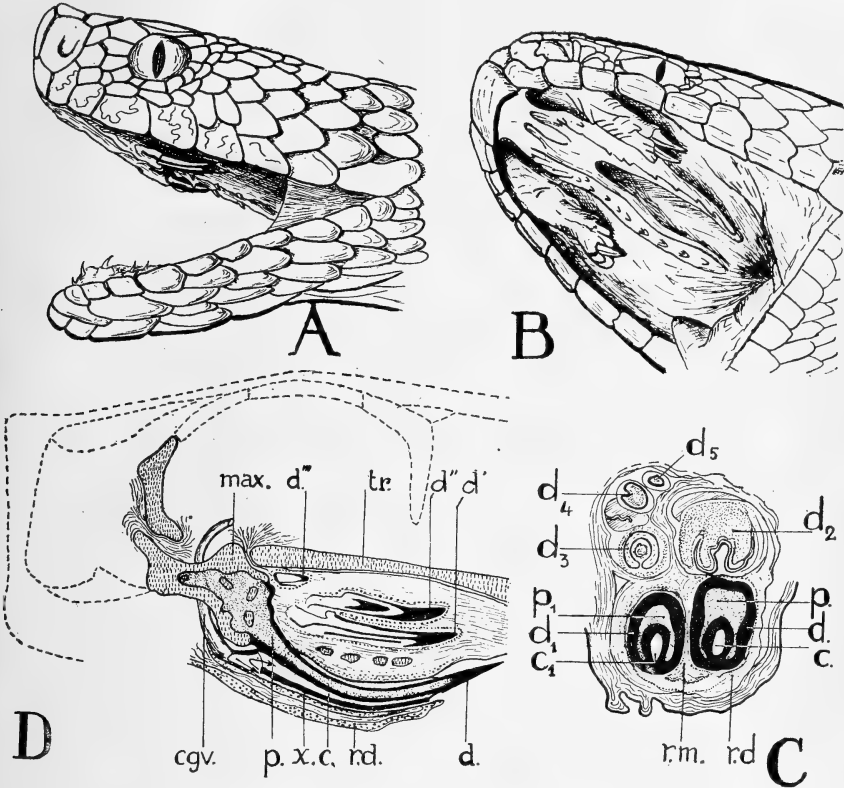 A
B
max. d.''' tr. d'' d'
cgv. p. x. c. r.d. d.
D
d5
d4
d2
d3
p1 p.
d1 d.
c1 c.
r.m. r.d
C